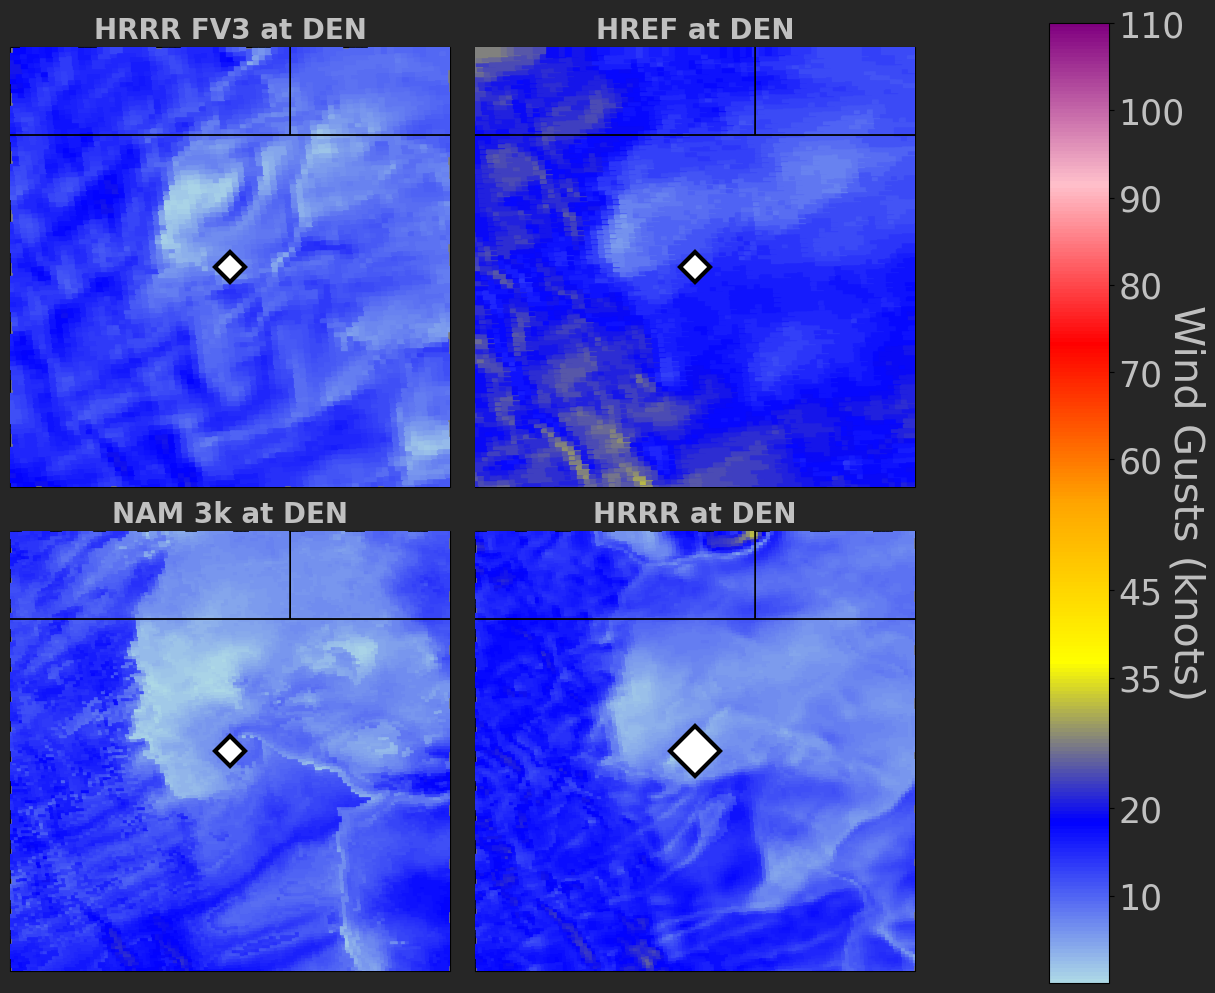 HRRR FV3 at DEN
HREF at DEN
NAM 3k at DEN
HRRR at DEN
110
100
90
80
70
60
45
35
20
10
Wind Gusts (knots)